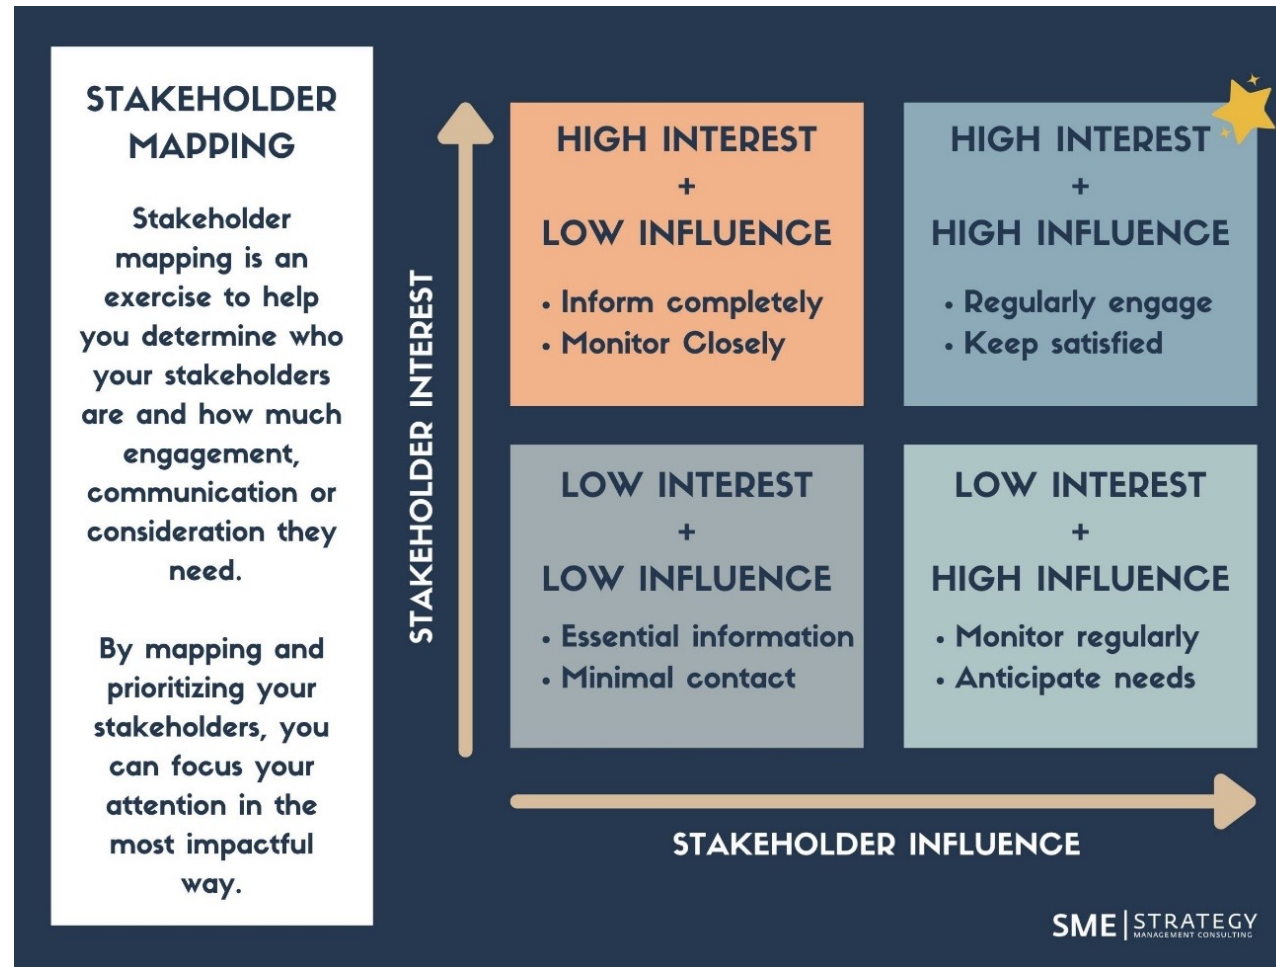 STAKEHOLDER
MAPPING
Stakeholder
mapping is an
exercise to help
you determine who
your stakeholders
are and how much
engagement,
communication or
consideration they
need.
By mapping and
prioritizing your
stakeholders, you
can focus your
attention in the
most impactful
way.
STAKEHOLDER INTEREST
HIGH INTEREST
+
LOW INFLUENCE
• Inform completely
• Monitor Closely
HIGH INTEREST
+
HIGH INFLUENCE
• Regularly engage
• Keep satisfied
LOW INTEREST
+
LOW INFLUENCE
• Essential information
• Minimal contact
LOW INTEREST
+
HIGH INFLUENCE
• Monitor regularly
• Anticipate needs
STAKEHOLDER INFLUENCE
SME | STRATEGY
MANAGEMENT CONSULTING